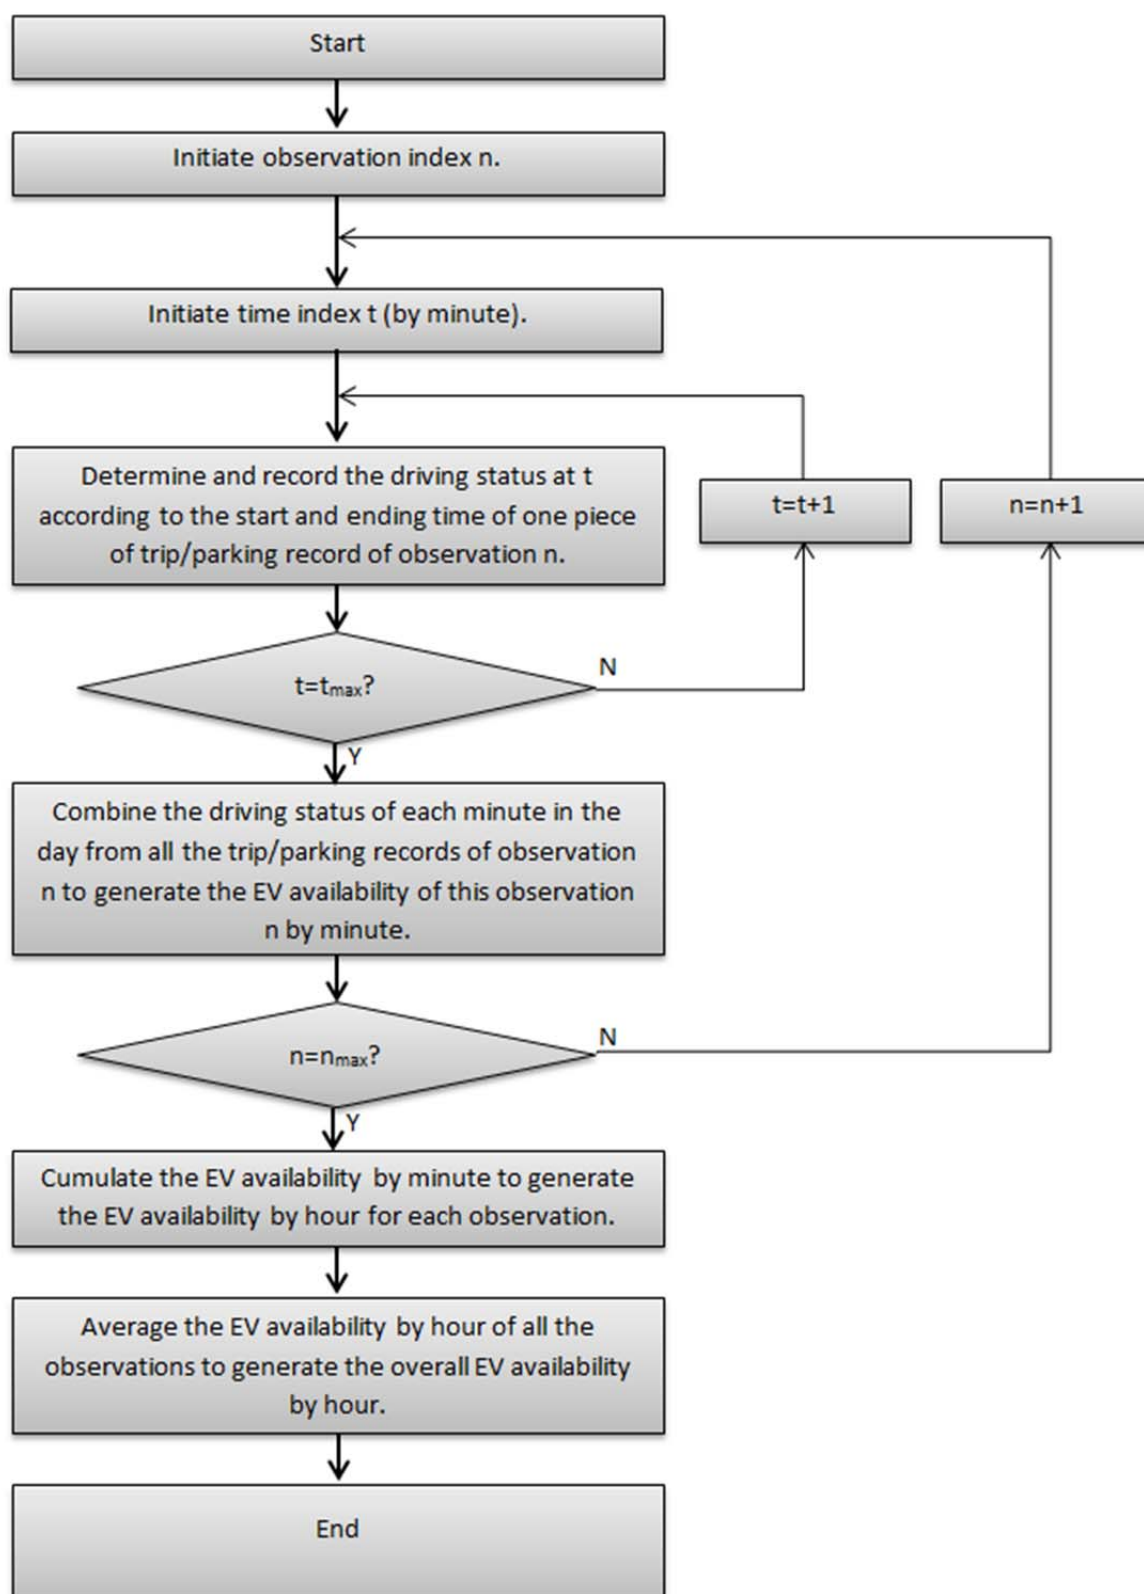 Start
Initiate observation index n.
Initiate time index t (by minute).
Determine and record the driving status at t
according to the start and ending time of one piece
of trip/parking record of observation n.
t=t+1
n=n+1
t=tmax?
N
Y
Combine the driving status of each minute in the
day from all the trip/parking records of observation
n to generate the EV availability of this observation
n by minute.
n=nmax?
N
Y
Cumulate the EV availability by minute to generate
the EV availability by hour for each observation.
Average the EV availability by hour of all the
observations to generate the overall EV availability
by hour.
End